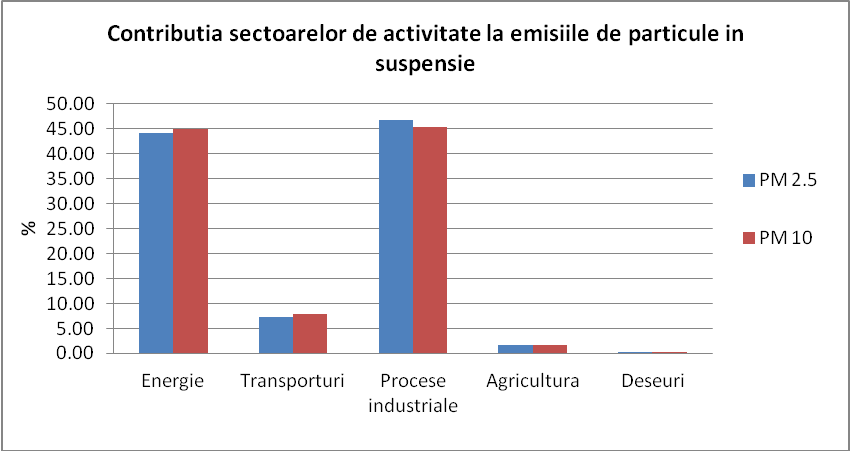 Contributia sectoarelor de activitate la emisiile de particule in
suspensie
50.00
45.00
40.00
35.00
30.00
25.00
20.00
15.00
10.00
5.00
0.00
%
Energie
Transporturi
Procese
industriale
Agricultura
Deseuri
PM 2.5
PM 10